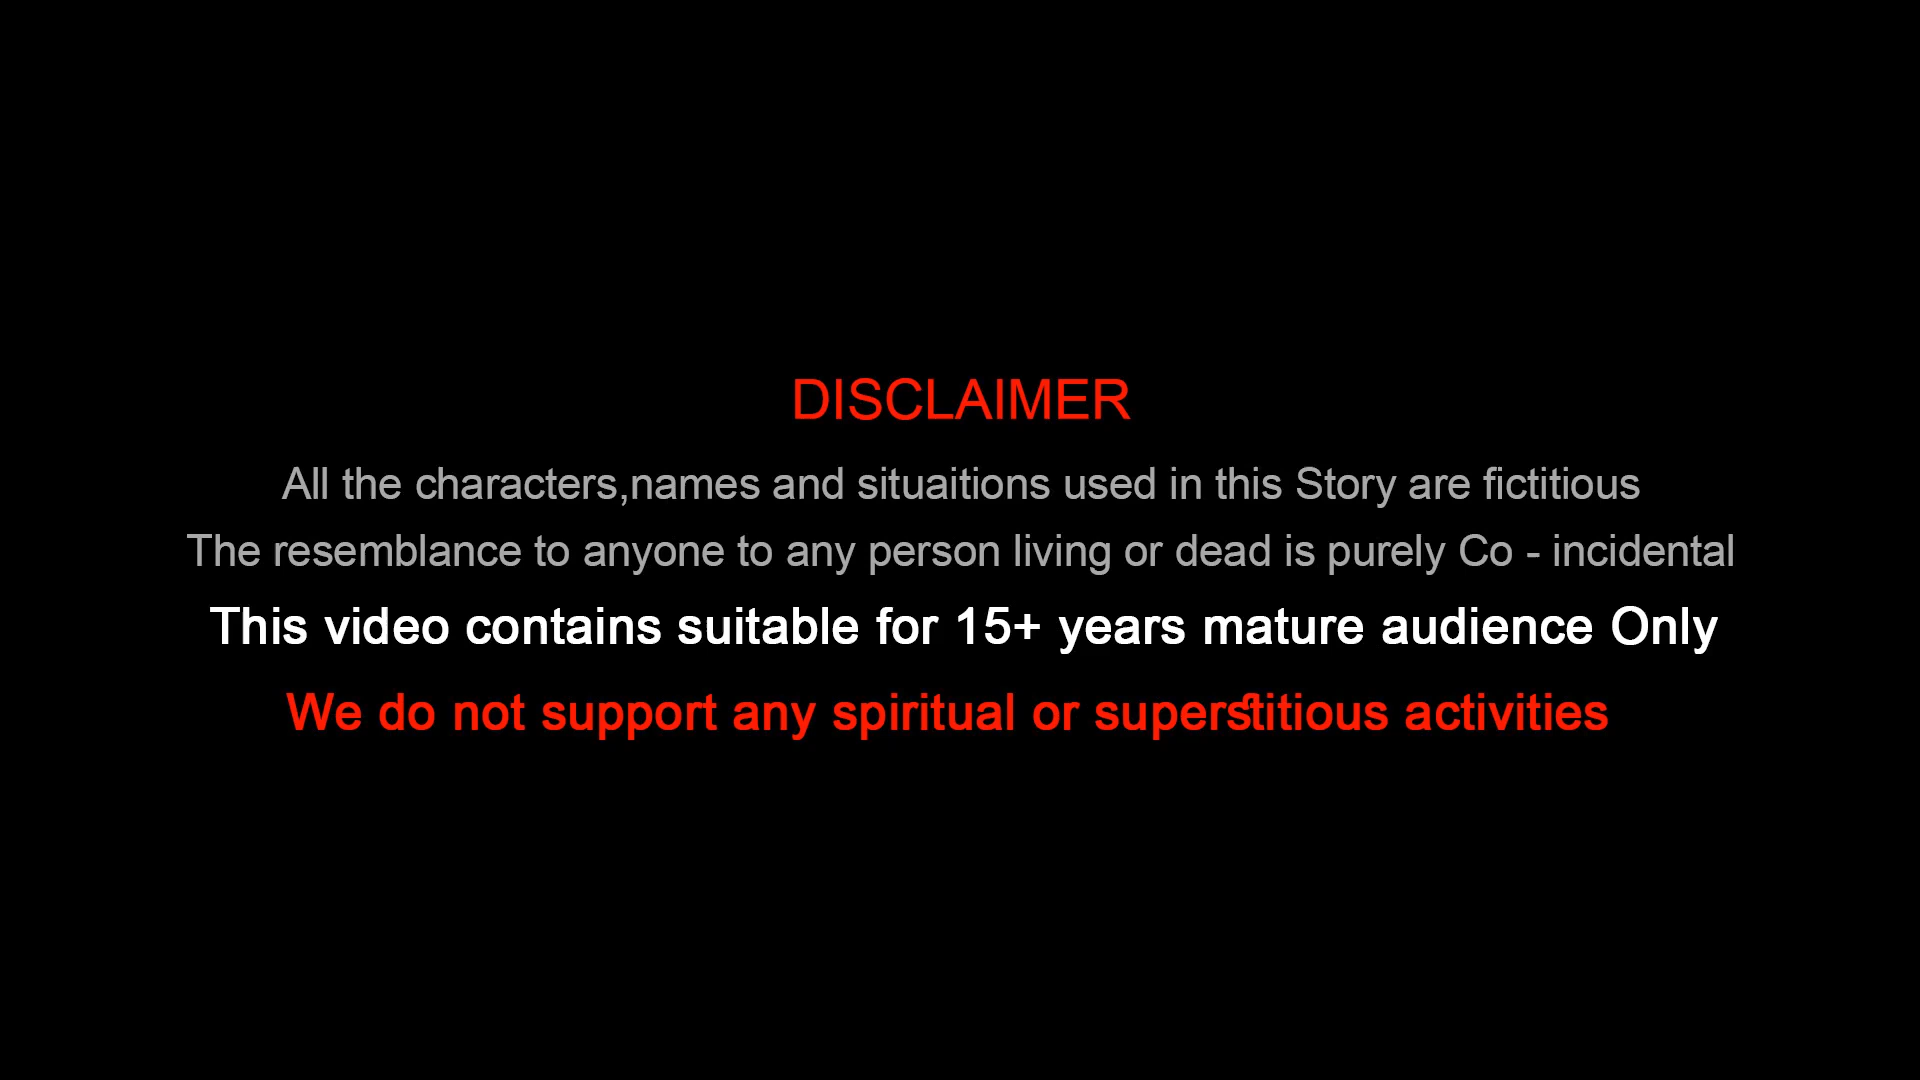 DISCLAIMER
All the characters,names and situaitions used in this Story are fictitious
The resemblance to anyone to any person living or dead is purely Co - incidental
This video contains suitable for 15+ years mature audience Only
We do not support any spiritual or superstitious activities